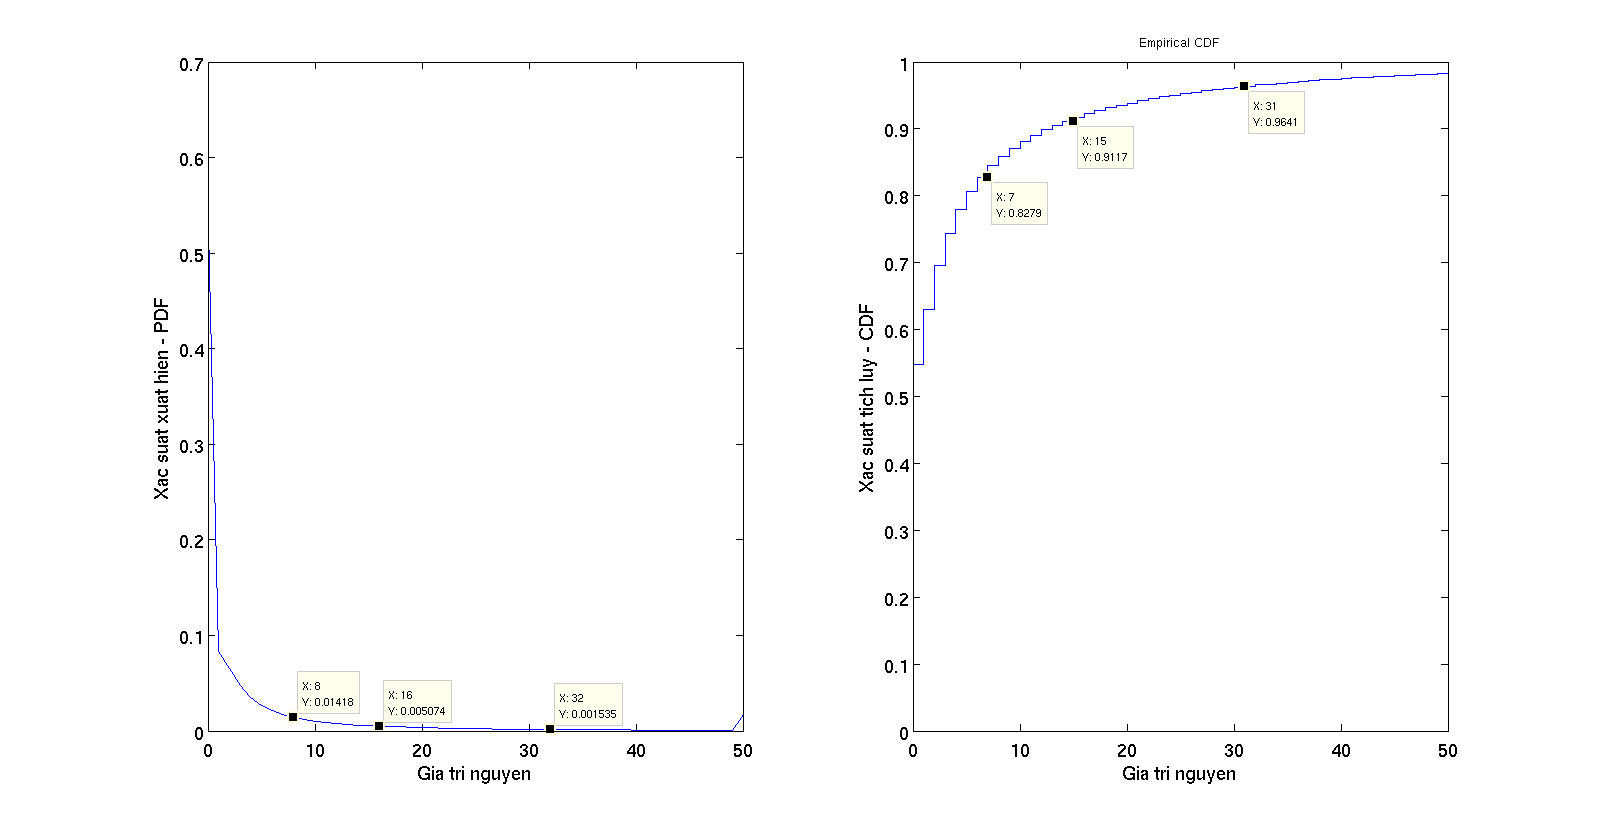 0.7
0.6
0.5
0.4
0.3
0.2
0.1
0
Xac suat xuat hien - PDF
X: 8
Y: 0.01418
X: 16
Y: 0.005074
X: 32
Y: 0.001535
0 10 20 30 40 50
Gia tri nguyen
Empirical CDF
1
0.9
0.8
0.7
0.6
0.5
0.4
0.3
0.2
0.1
0
Xac suat tich luy - CDF
X: 31
Y: 0.9641
X: 15
Y: 0.9117
X: 7
Y: 0.8279
0 10 20 30 40 50
Gia tri nguyen